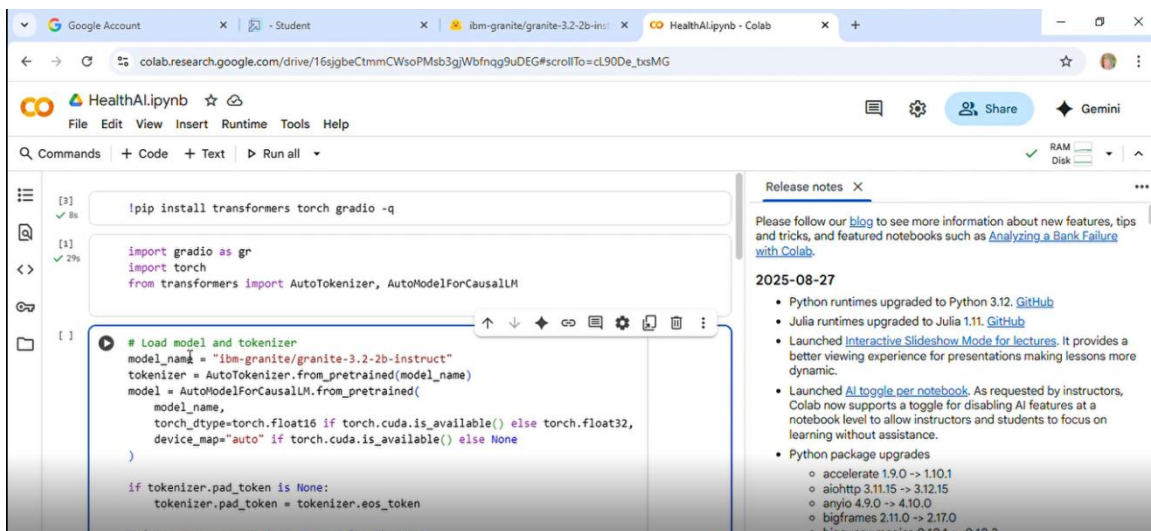 Google Account
- Student
ibm-granite/granite-3.2-2b-inst
HealthAI.ipynb - Colab
colab.research.google.com/drive/16sjgbeCtmmCWsoPMsb3gjWbfnqg9uDEG#scrollTo=cL90De_txsMG
HealthAI.ipynb
File Edit View Insert Runtime Tools Help
Share
Gemini
Commands + Code + Text Run all
RAM
Disk
[3]
8s
!pip install transformers torch gradio -q
[1]
29s
import gradio as gr
import torch
from transformers import AutoTokenizer, AutoModelForCausalLM
[ ]
# Load model and tokenizer
model_name = "ibm-granite/granite-3.2-2b-instruct"
tokenizer = AutoTokenizer.from_pretrained(model_name)
model = AutoModelForCausalLM.from_pretrained(
model_name,
torch_dtype=torch.float16 if torch.cuda.is_available() else torch.float32,
device_map="auto" if torch.cuda.is_available() else None
)
if tokenizer.pad_token is None:
tokenizer.pad_token = tokenizer.eos_token
Release notes
Please follow our blog to see more information about new features, tips
and tricks, and featured notebooks such as Analyzing a Bank Failure
with Colab.
2025-08-27
Python runtimes upgraded to Python 3.12. GitHub
Julia runtimes upgraded to Julia 1.11. GitHub
Launched Interactive Slideshow Mode for lectures. It provides a
better viewing experience for presentations making lessons more
dynamic.
Launched AI toggle per notebook. As requested by instructors,
Colab now supports a toggle for disabling AI features at a
notebook level to allow instructors and students to focus on
learning without assistance.
Python package upgrades
accelerate 1.9.0 -> 1.10.1
aiohttp 3.11.15 -> 3.12.15
anyio 4.9.0 -> 4.10.0
bigframes 2.11.0 -> 2.17.0